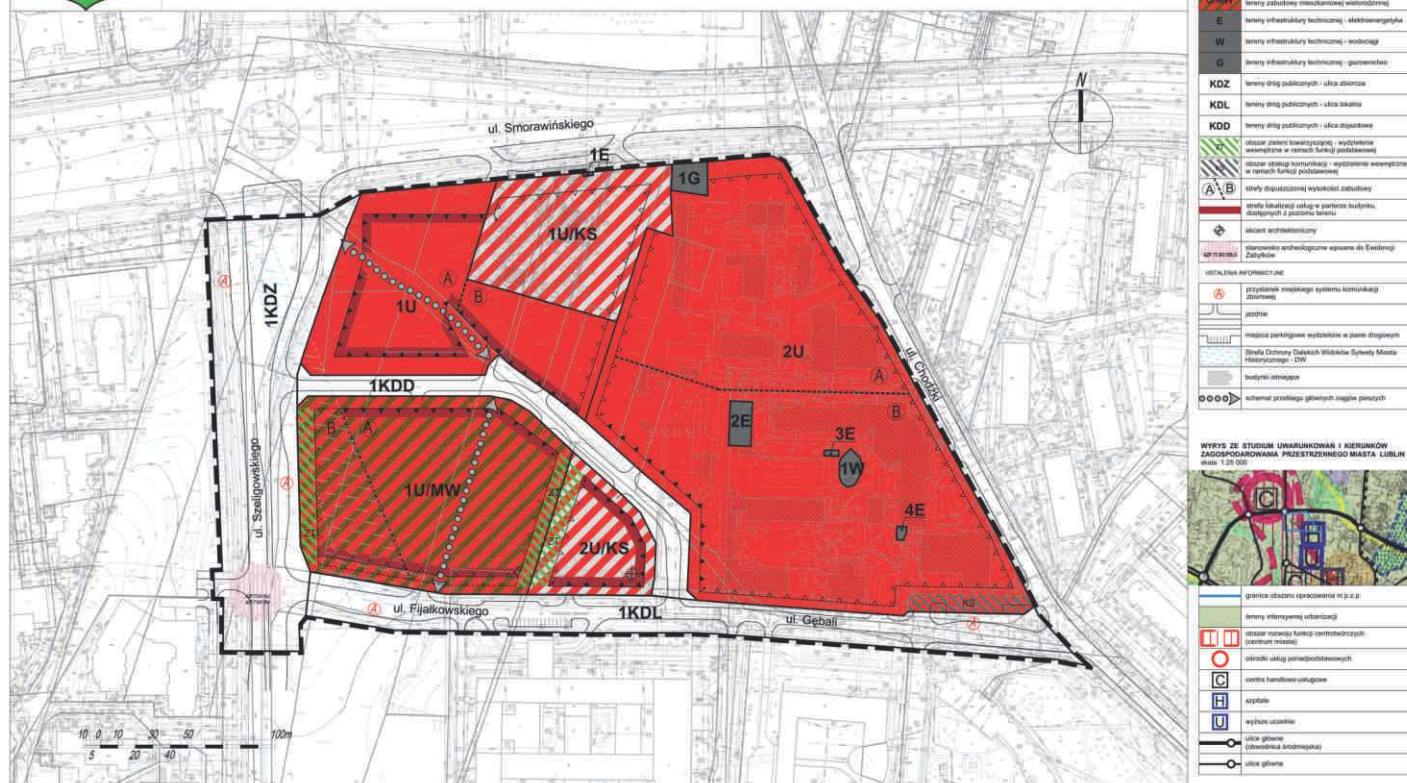 ul. Smorawińskiego
N
1E
1G
1U/KS
1KDZ
A
A
B
1U
2U
ul. Chodźki
A
B
1KDD
2E
3E
1W
B
A
4E
ul. Szeligowskiego
A
1U/MW
ZT
ZT
ZT
2U/KS
KS
ul. Fijałkowskiego
A
1KDL
ul. Gębali
A
10 0 10 30 50 100m
5 20 40
tereny zabudowy mieszkaniowej wielorodzinnej
E tereny infrastruktury technicznej - elektroenergetyka
W tereny infrastruktury technicznej - wodociągi
G tereny infrastruktury technicznej - gazownictwo
KDZ tereny dróg publicznych - ulica zbiorcza
KDL tereny dróg publicznych - ulica lokalna
KDD tereny dróg publicznych - ulica dojazdowa
ZT obszar zieleni towarzyszącej - wydzielenie
wewnętrzne w ramach funkcji podstawowej
obszar obsługi komunikacji - wydzielenie wewnętrzne
w ramach funkcji podstawowej
A B strefy dopuszczonej wysokości zabudowy
strefa lokalizacji usług w parterze budynku,
dostępnych z poziomu terenu
akcent architektoniczny
stanowisko archeologiczne wpisane do Ewidencji
Zabytków
USTALENIA INFORMACYJNE
A przystanek miejskiego systemu komunikacji
zbiorowej
jezdnie
miejsca parkingowe wydzielone w pasie drogowym
Strefa Ochrony Dalekich Widoków Sylwety Miasta
Historycznego - DW
budynki istniejące
schemat przebiegu głównych ciągów pieszych
WYRYS ZE STUDIUM UWARUNKOWAŃ I KIERUNKÓW
ZAGOSPODAROWANIA PRZESTRZENNEGO MIASTA LUBLIN
skala 1:25 000
C
granica obszaru opracowania m.p.z.p.
tereny intensywnej urbanizacji
obszar rozwoju funkcji centrotwórczych
(centrum miasta)
ośrodki usług ponadpodstawowych
C centra handlowo-usługowe
H szpitale
U wyższe uczelnie
ulice główne
(obwodnica śródmiejska)
ulice główne